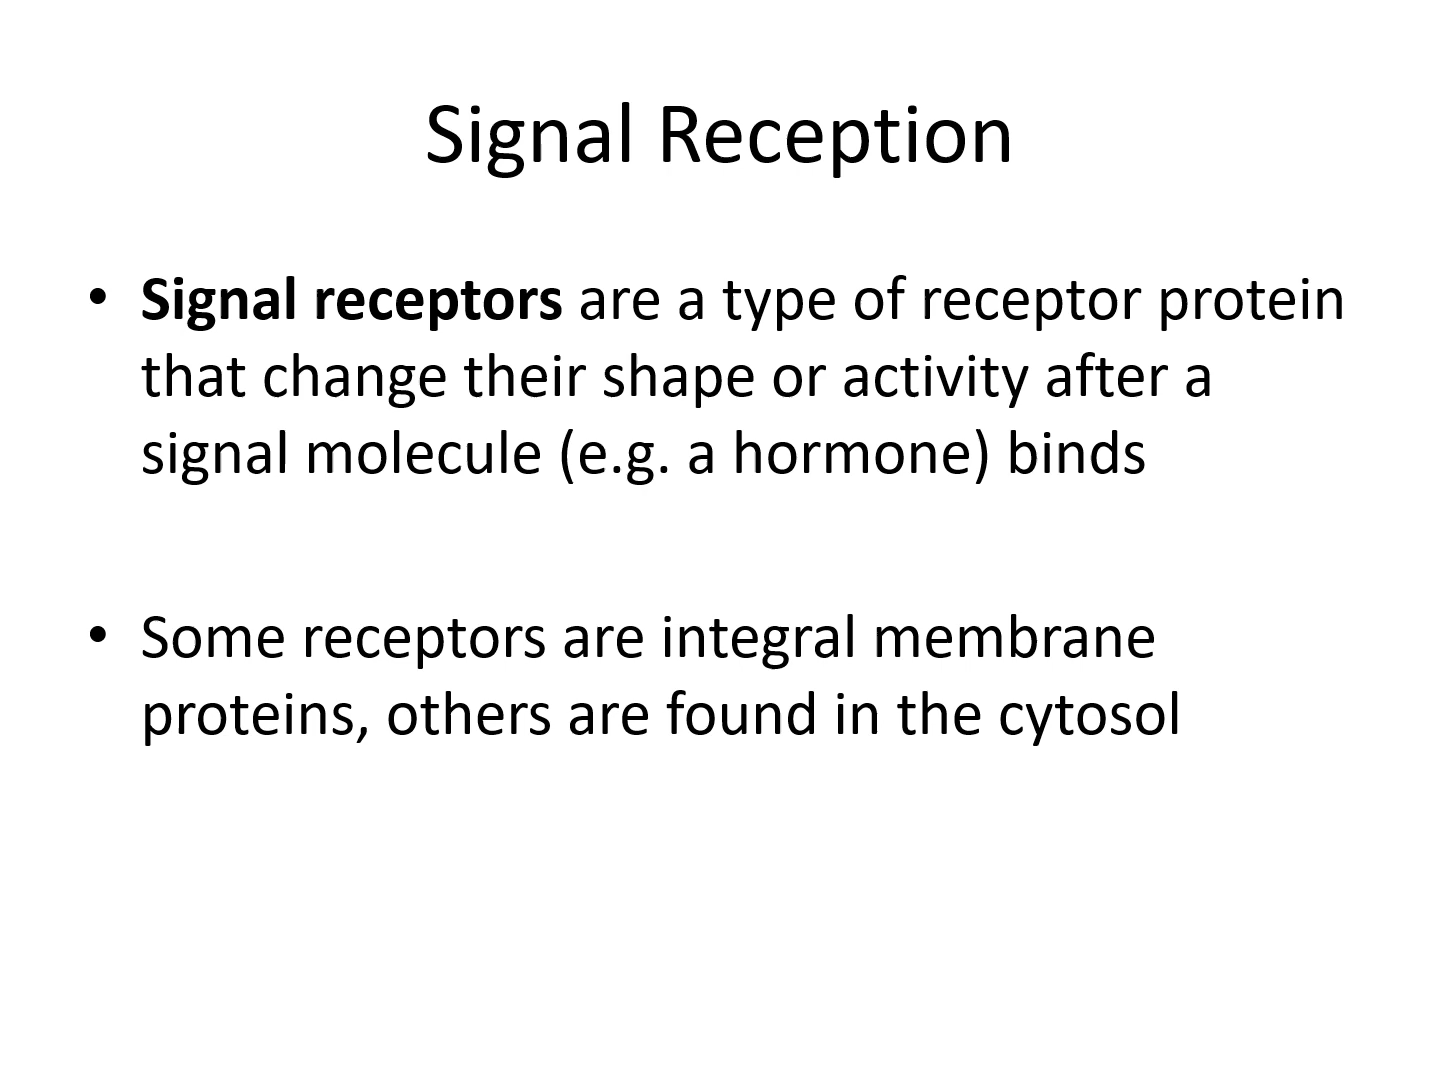 Signal Reception
• Signal receptors are a type of receptor protein
that change their shape or activity after a
signal molecule (e.g. a hormone) binds
• Some receptors are integral membrane
proteins, others are found in the cytosol